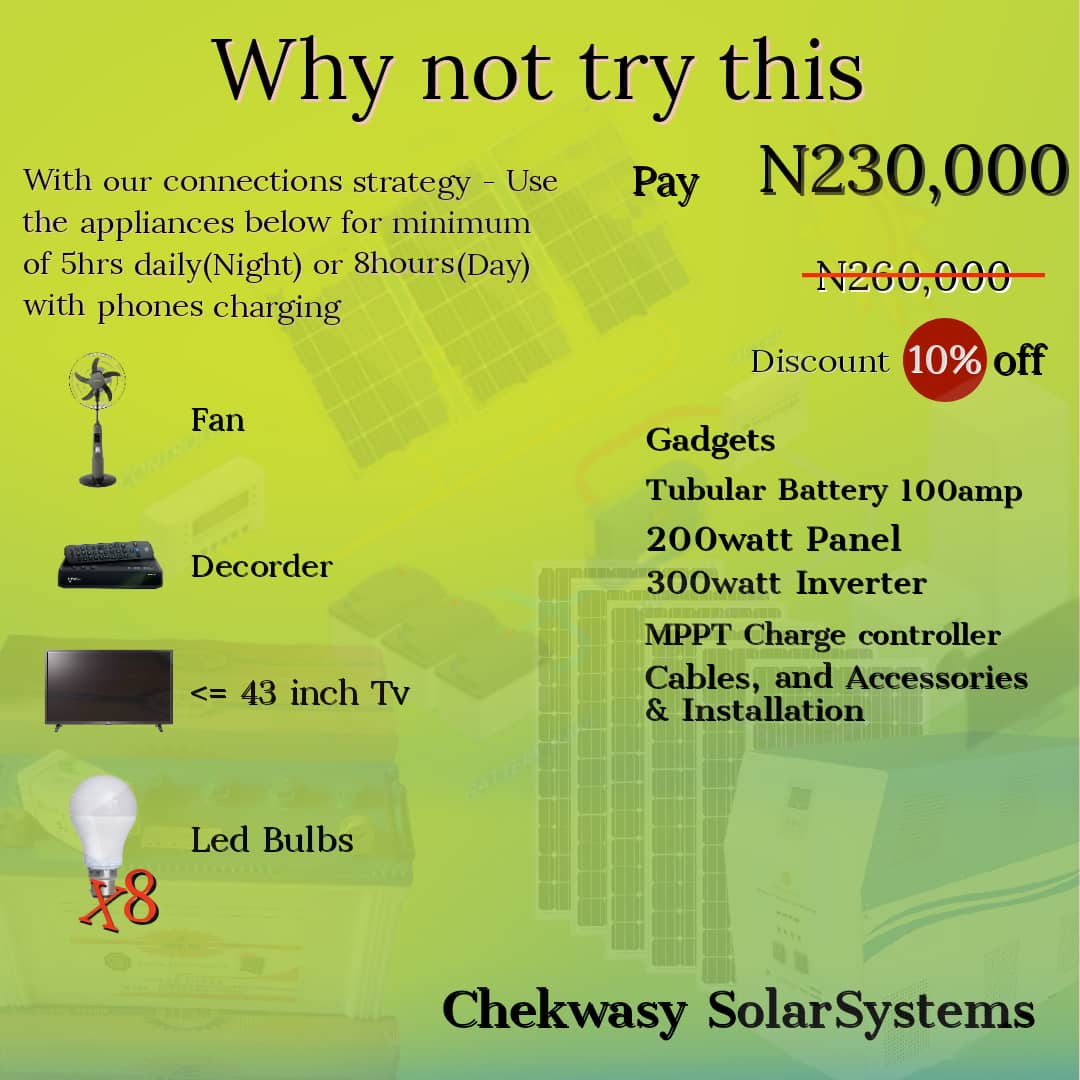 Why not try this
With our connections strategy - Use
the appliances below for minimum
of 5hrs daily(Night) or 8hours(Day)
with phones charging
Pay N230,000
N260,000
Discount 10% off
Fan
Decorder
<= 43 inch Tv
Led Bulbs
x8
Gadgets
Tubular Battery 100amp
200watt Panel
300watt Inverter
MPPT Charge controller
Cables, and Accessories
& Installation
Chekwasy SolarSystems